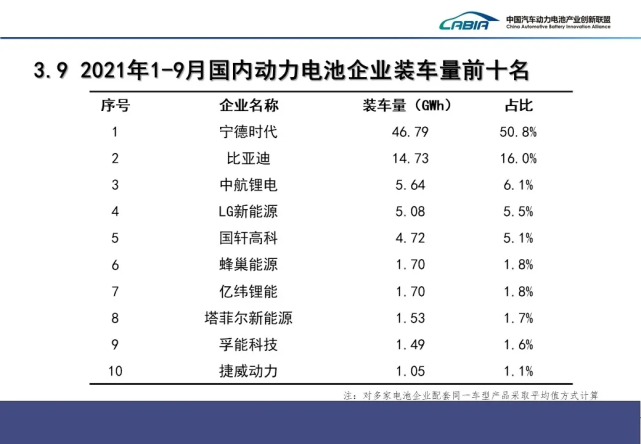 CABIA
中国汽车动力电池产业创新联盟
China Automotive Battery Innovation Alliance
3.9 2021年1-9月国内动力电池企业装车量前十名
序号 企业名称 装车量（GWh） 占比
1 宁德时代 46.79 50.8%
2 比亚迪 14.73 16.0%
3 中航锂电 5.64 6.1%
4 LG新能源 5.08 5.5%
5 国轩高科 4.72 5.1%
6 蜂巢能源 1.70 1.8%
7 亿纬锂能 1.70 1.8%
8 塔菲尔新能源 1.53 1.7%
9 孚能科技 1.49 1.6%
10 捷威动力 1.05 1.1%
注：对多家电池企业配套同一车型产品采取平均值方式计算